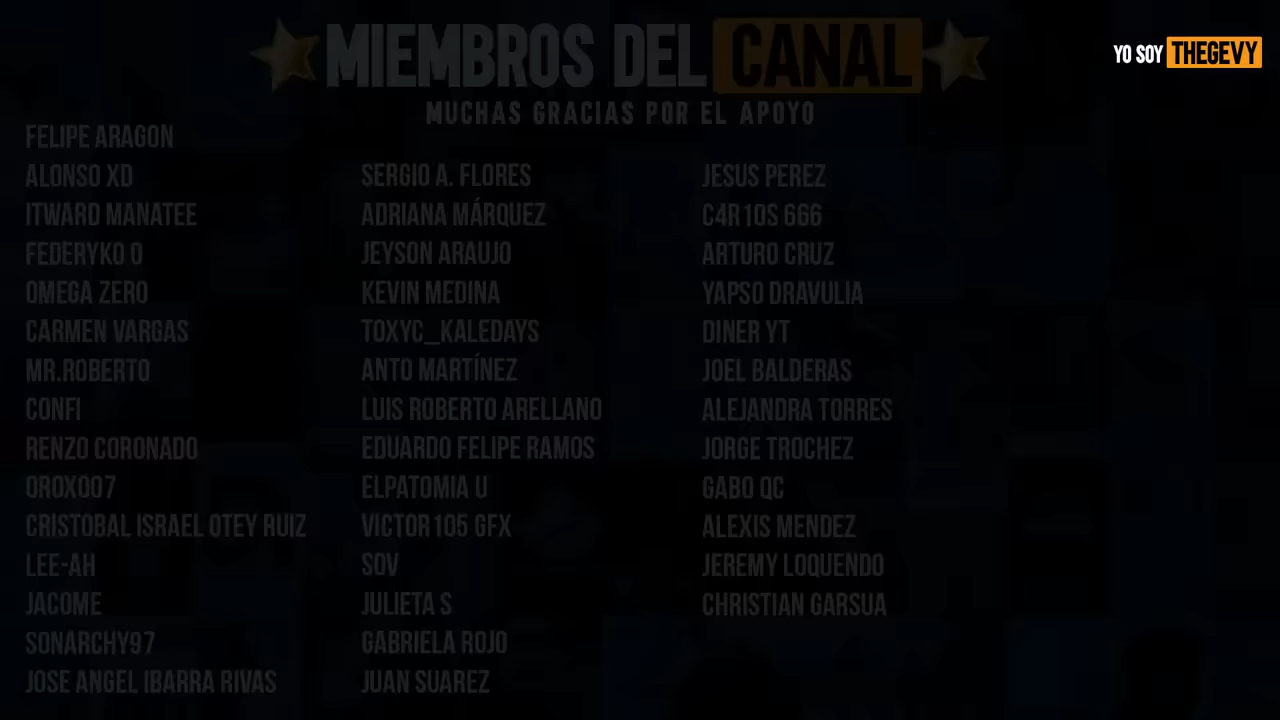 MIEMBROS DEL CANAL
YO SOY THEGEVY
MUCHAS GRACIAS POR EL APOYO
FELIPE ARAGON
ALONSO XD
ITWARD MANATEE
FEDERYKO O
OMEGA ZERO
CARMEN VARGAS
MR.ROBERTO
CONFI
RENZO CORONADO
OROXOO7
CRISTOBAL ISRAEL OTEY RUIZ
LEE-AH
JACOME
SONARCHY97
JOSE ANGEL IBARRA RIVAS
SERGIO A. FLORES
ADRIANA MÁRQUEZ
JEYSON ARAUJO
KEVIN MEDINA
TOXYC_KALEDAYS
ANTO MARTÍNEZ
LUIS ROBERTO ARELLANO
EDUARDO FELIPE RAMOS
ELPATOMIA U
VICTOR105 GFX
SOV
JULIETA S
GABRIELA ROJO
JUAN SUAREZ
JESUS PEREZ
C4R1OS 666
ARTURO CRUZ
YAPSO DRAVULIA
DINER YT
JOEL BALDERAS
ALEJANDRA TORRES
JORGE TROCHEZ
GABO QC
ALEXIS MENDEZ
JEREMY LOQUENDO
CHRISTIAN GARSUA